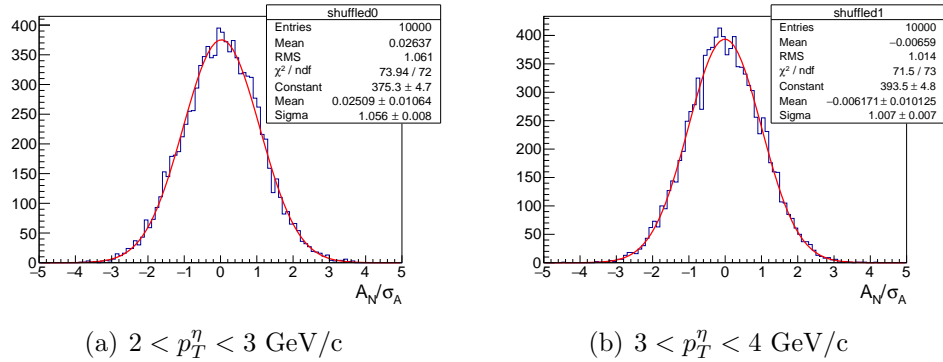 shuffled0
Entries 10000
Mean 0.02637
RMS 1.061
χ² / ndf 73.94 / 72
Constant 375.3 ± 4.7
Mean 0.02509 ± 0.01064
Sigma 1.056 ± 0.008
400
350
300
250
200
150
100
50
0
−5 −4 −3 −2 −1 0 1 2 3 4 5
A_N/σ_A
(a) 2 < p_T^η < 3 GeV/c
shuffled1
Entries 10000
Mean −0.00659
RMS 1.014
χ² / ndf 71.5 / 73
Constant 393.5 ± 4.8
Mean −0.006171 ± 0.010125
Sigma 1.007 ± 0.007
400
350
300
250
200
150
100
50
0
−5 −4 −3 −2 −1 0 1 2 3 4 5
A_N/σ_A
(b) 3 < p_T^η < 4 GeV/c